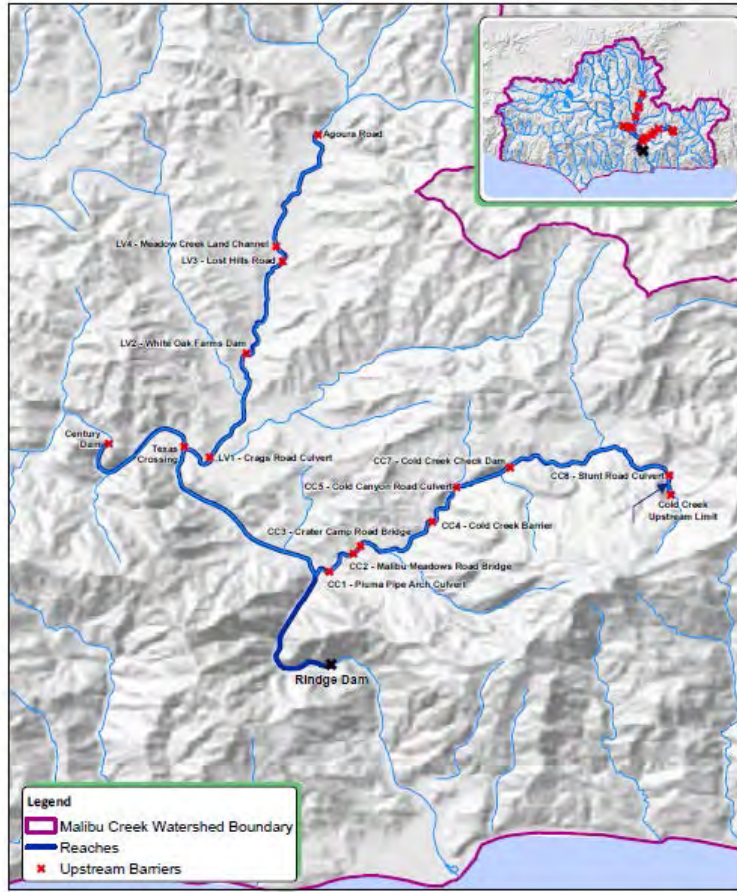 Agoura Road
LV4 - Meadow Creek Land Channel
LV3 - Lost Hills Road
LV2 - White Oak Farms Dam
Century
Dam
Texas
Crossing
LV1 - Crags Road Culvert
CC7 - Cold Creek Check Dam
CC8 - Stunt Road Culvert
CC5 - Cold Canyon Road Culvert
Cold Creek
Upstream Limit
CC4 - Cold Creek Barrier
CC3 - Crater Camp Road Bridge
CC2 - Malibu Meadows Road Bridge
CC1 - Piuma Pipe Arch Culvert
Rindge Dam
Legend
Malibu Creek Watershed Boundary
Reaches
Upstream Barriers